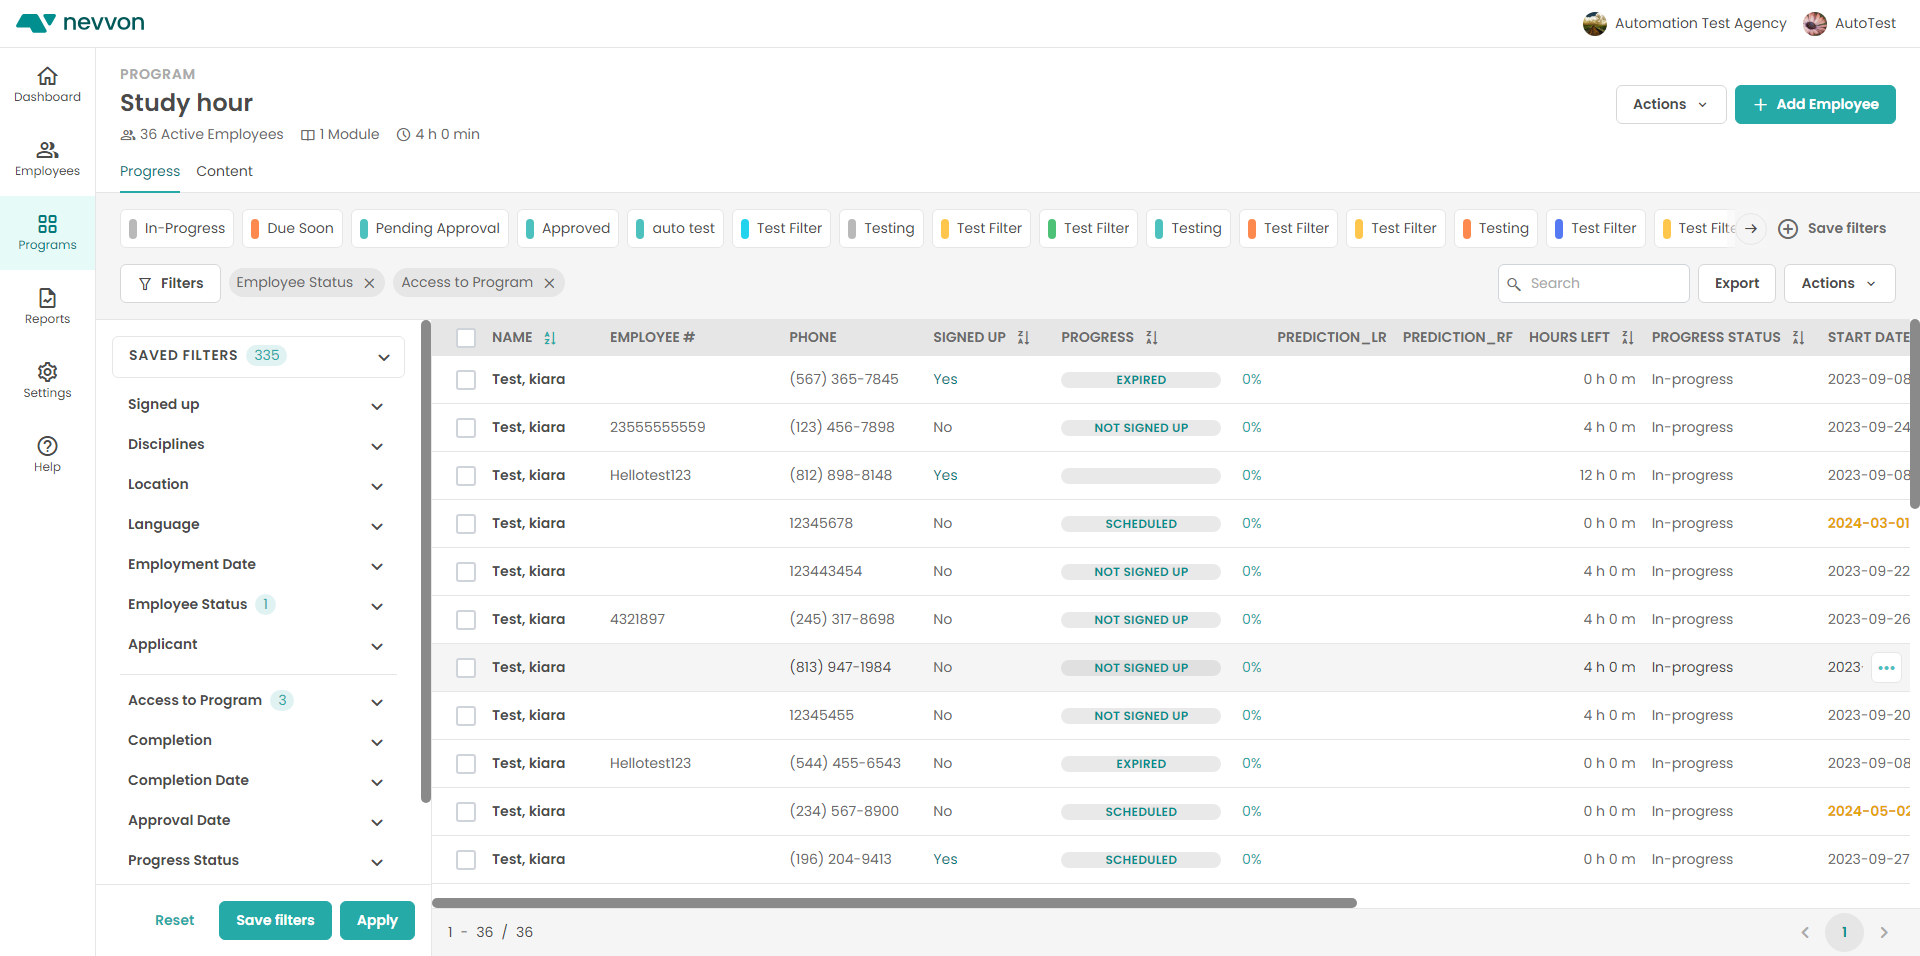 nevvon
Automation Test Agency AutoTest
Dashboard
Employees
Programs
Reports
Settings
Help
PROGRAM
Study hour
36 Active Employees 1 Module 4 h 0 min
Actions + Add Employee
Progress Content
In-Progress Due Soon Pending Approval Approved auto test Test Filter Testing Test Filter Test Filter Testing Test Filter Test Filter Testing Test Filter Test Filte Save filters
Filters Employee Status Access to Program Search Export Actions
SAVED FILTERS 335
Signed up
Disciplines
Location
Language
Employment Date
Employee Status 1
Applicant
Access to Program 3
Completion
Completion Date
Approval Date
Progress Status
Reset Save filters Apply
NAME EMPLOYEE # PHONE SIGNED UP PROGRESS PREDICTION_LR PREDICTION_RF HOURS LEFT PROGRESS STATUS START DATE
Test, kiara (567) 365-7845 Yes EXPIRED 0% 0 h 0 m In-progress 2023-09-08
Test, kiara 23555555559 (123) 456-7898 No NOT SIGNED UP 0% 4 h 0 m In-progress 2023-09-24
Test, kiara Hellotest123 (812) 898-8148 Yes 0% 12 h 0 m In-progress 2023-09-08
Test, kiara 12345678 No SCHEDULED 0% 0 h 0 m In-progress 2024-03-01
Test, kiara 123443454 No NOT SIGNED UP 0% 4 h 0 m In-progress 2023-09-22
Test, kiara 4321897 (245) 317-8698 No NOT SIGNED UP 0% 4 h 0 m In-progress 2023-09-26
Test, kiara (813) 947-1984 No NOT SIGNED UP 0% 4 h 0 m In-progress 2023-
Test, kiara 12345455 No NOT SIGNED UP 0% 4 h 0 m In-progress 2023-09-20
Test, kiara Hellotest123 (544) 455-6543 No EXPIRED 0% 0 h 0 m In-progress 2023-09-08
Test, kiara (234) 567-8900 No SCHEDULED 0% 0 h 0 m In-progress 2024-05-02
Test, kiara (196) 204-9413 Yes SCHEDULED 0% 0 h 0 m In-progress 2023-09-27
1 - 36 / 36 1